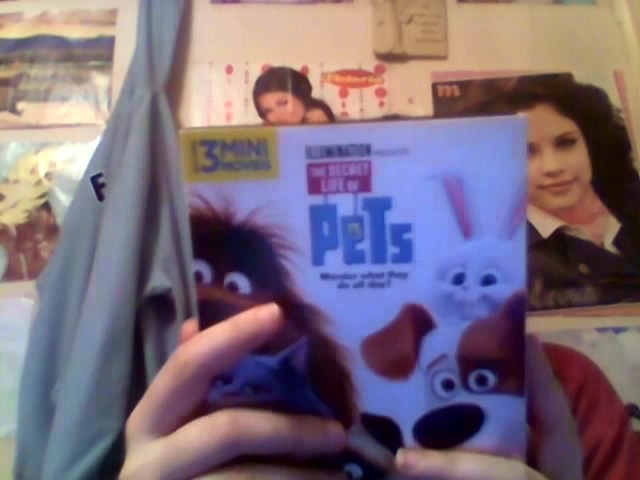 3 MINI
MOVIES
ILLUMINATION PRESENTS
THE SECRET
LIFE OF
PETS
Wonder what they
do all day?
F
m